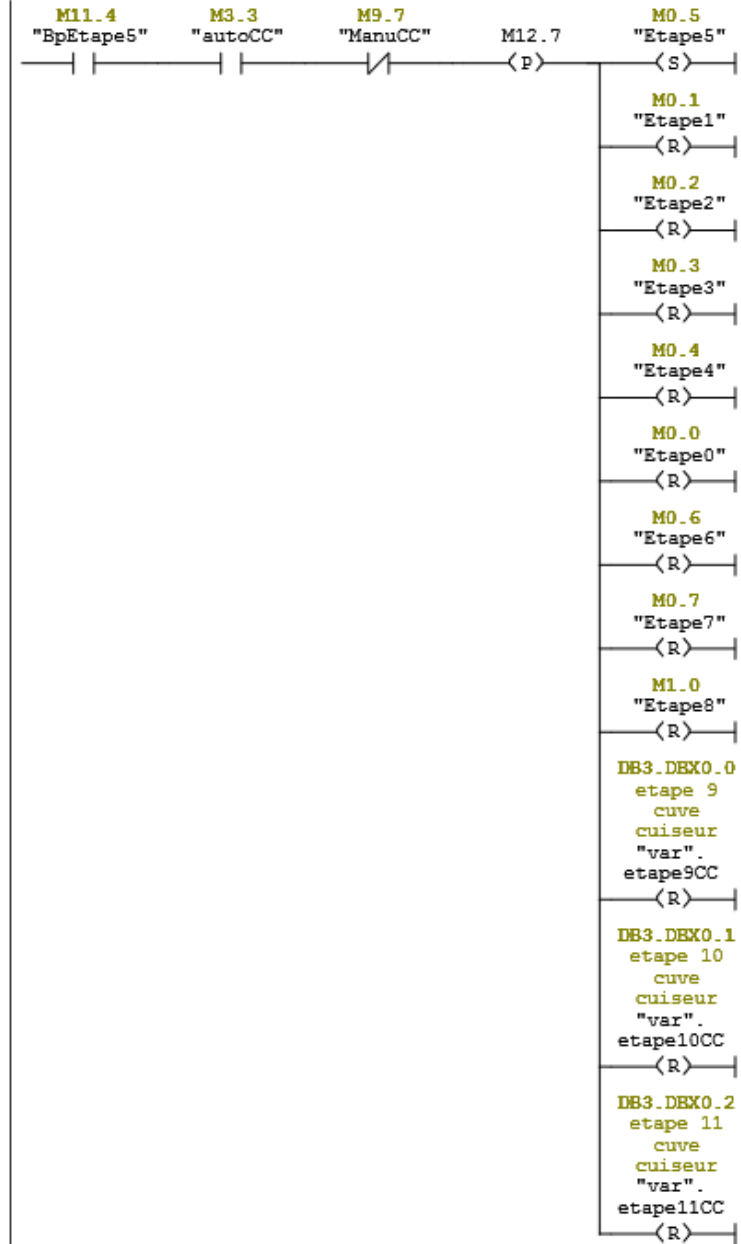 M11.4 M3.3 M9.7 M0.5
"BpEtape5" "autoCC" "ManuCC" M12.7 "Etape5"
(P) (S)
M0.1
"Etape1"
(R)
M0.2
"Etape2"
(R)
M0.3
"Etape3"
(R)
M0.4
"Etape4"
(R)
M0.0
"Etape0"
(R)
M0.6
"Etape6"
(R)
M0.7
"Etape7"
(R)
M1.0
"Etape8"
(R)
DB3.DBX0.0
etape 9
cuve
cuiseur
"var".
etape9CC
(R)
DB3.DBX0.1
etape 10
cuve
cuiseur
"var".
etape10CC
(R)
DB3.DBX0.2
etape 11
cuve
cuiseur
"var".
etape11CC
(R)